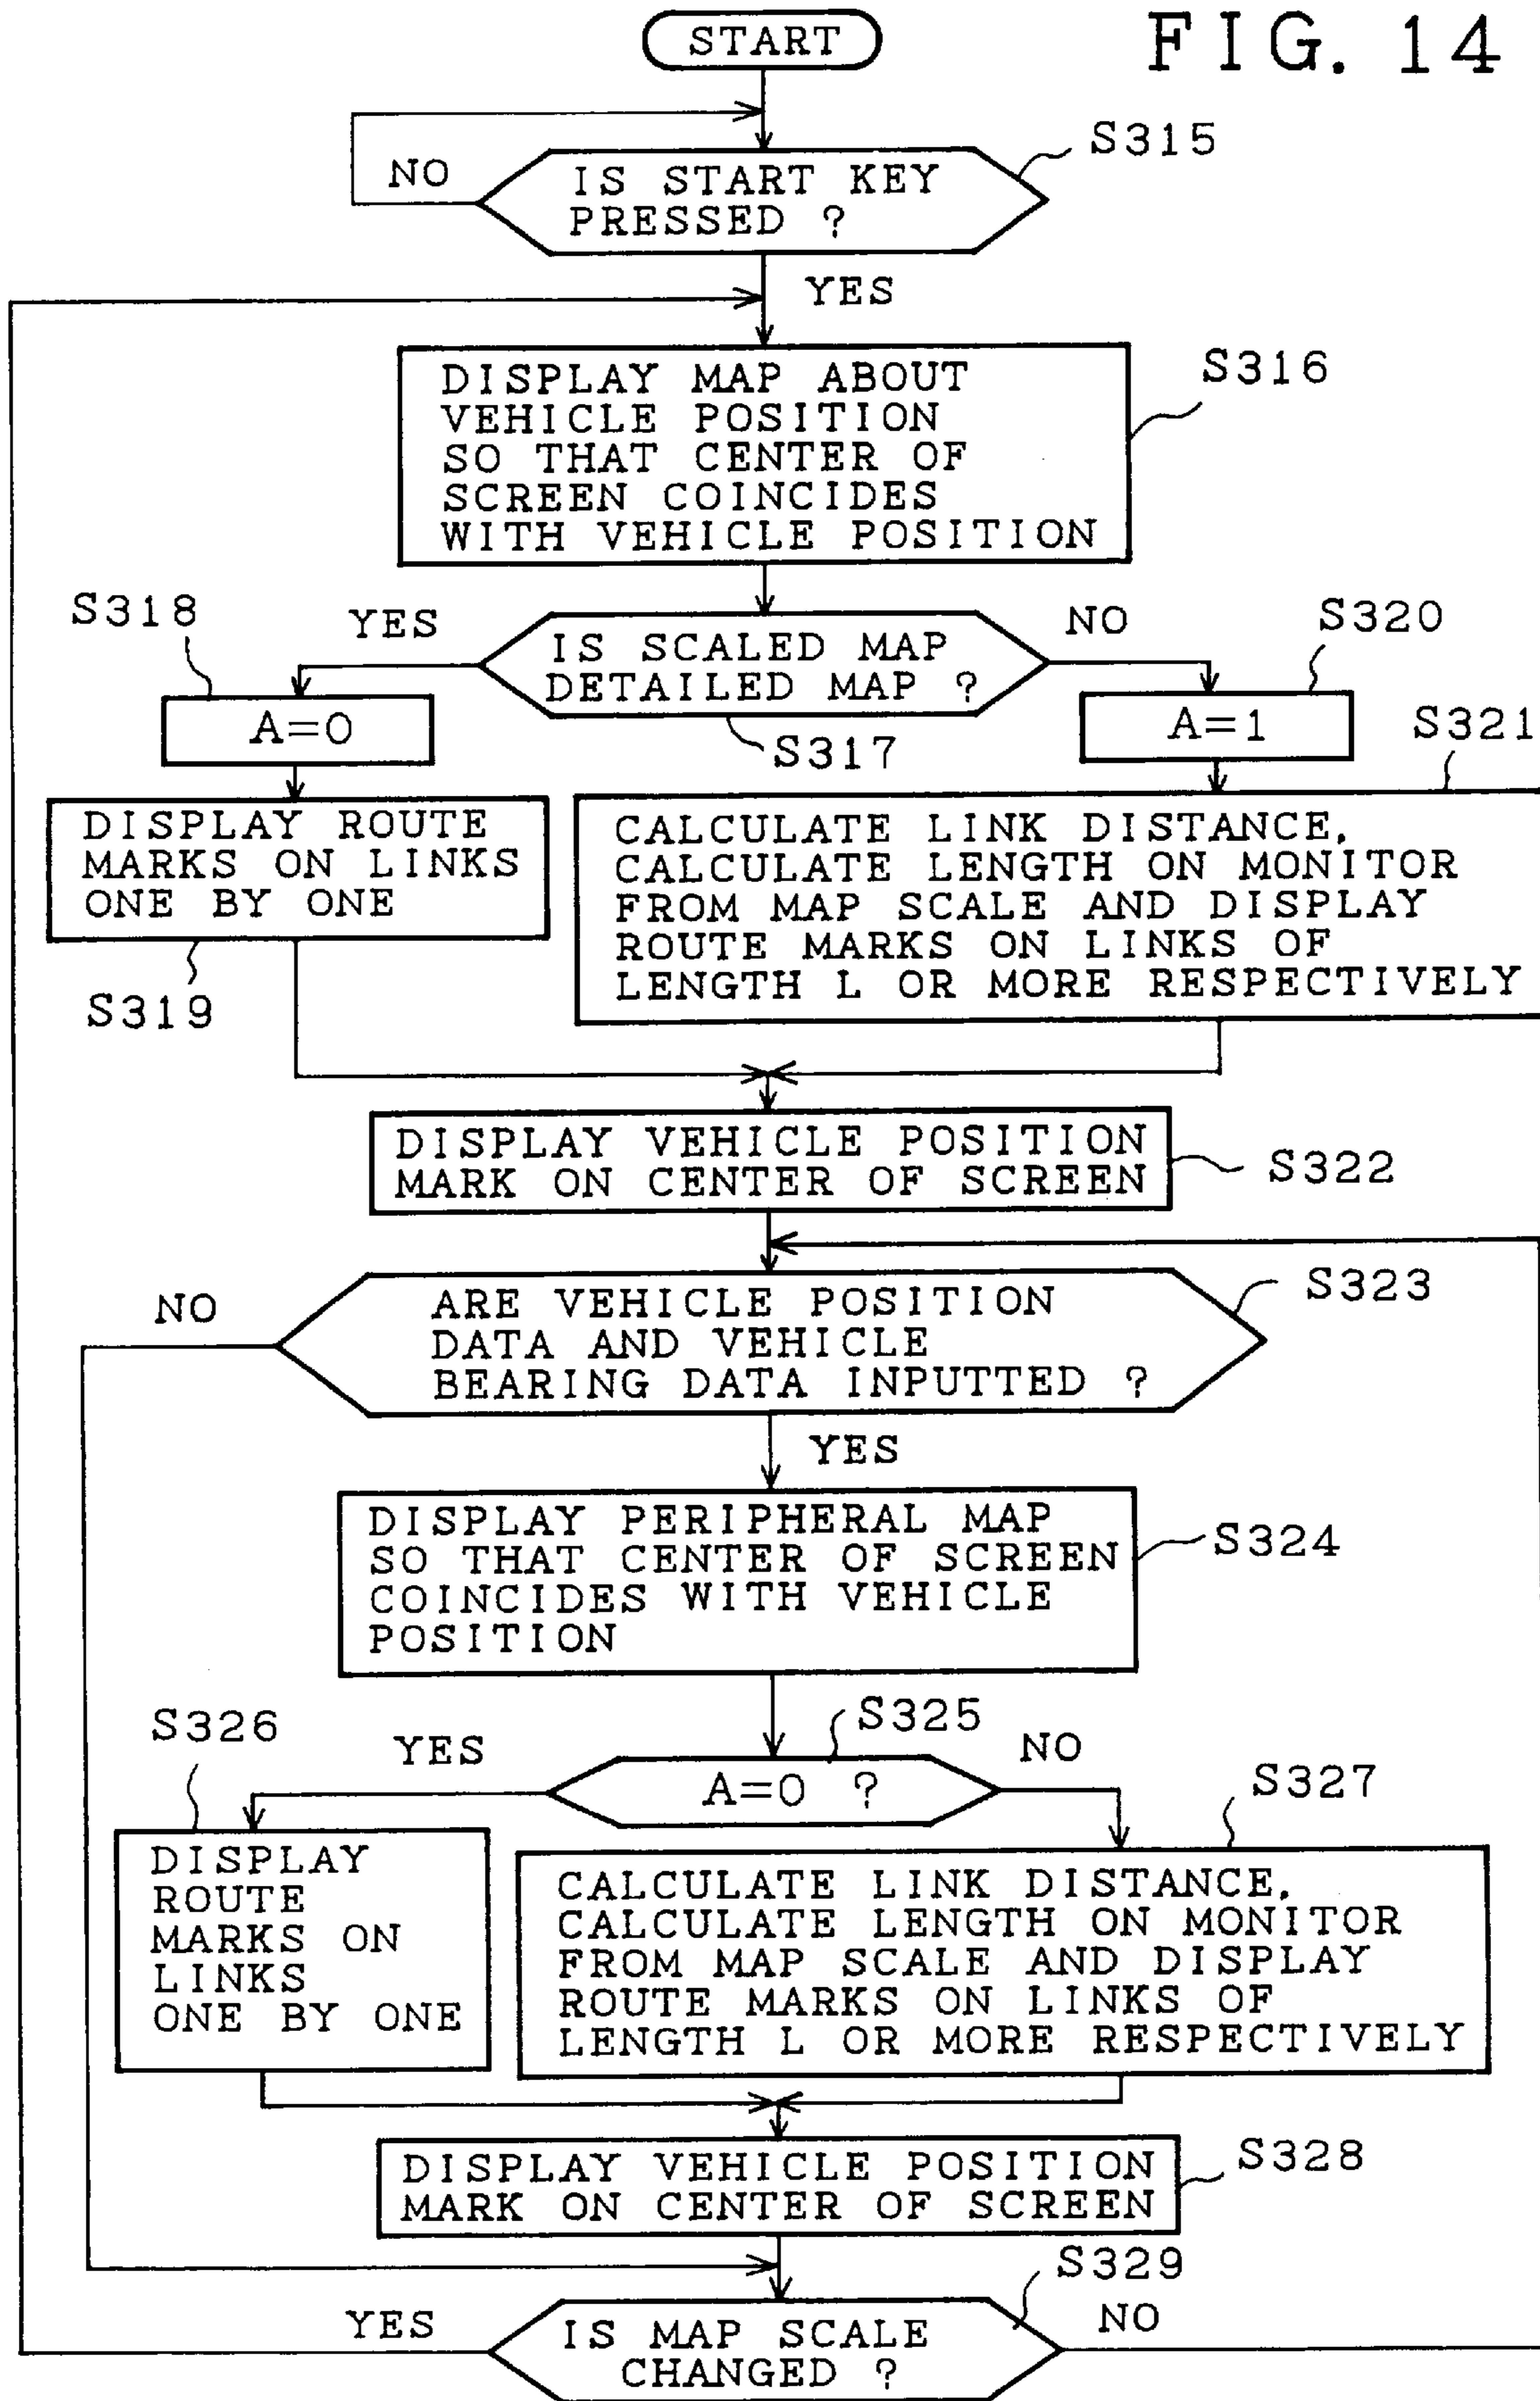 FIG. 14
START
S315
NO
IS START KEY
PRESSED ?
YES
S316
DISPLAY MAP ABOUT
VEHICLE POSITION
SO THAT CENTER OF
SCREEN COINCIDES
WITH VEHICLE POSITION
S318
YES
IS SCALED MAP
DETAILED MAP ?
NO
S320
A=0
S317
A=1
S321
DISPLAY ROUTE
MARKS ON LINKS
ONE BY ONE
S319
CALCULATE LINK DISTANCE,
CALCULATE LENGTH ON MONITOR
FROM MAP SCALE AND DISPLAY
ROUTE MARKS ON LINKS OF
LENGTH L OR MORE RESPECTIVELY
DISPLAY VEHICLE POSITION
MARK ON CENTER OF SCREEN
S322
S323
NO
ARE VEHICLE POSITION
DATA AND VEHICLE
BEARING DATA INPUTTED ?
YES
DISPLAY PERIPHERAL MAP
SO THAT CENTER OF SCREEN
COINCIDES WITH VEHICLE
POSITION
S324
S326
YES
S325
A=0 ?
NO
S327
DISPLAY
ROUTE
MARKS ON
LINKS
ONE BY ONE
CALCULATE LINK DISTANCE,
CALCULATE LENGTH ON MONITOR
FROM MAP SCALE AND DISPLAY
ROUTE MARKS ON LINKS OF
LENGTH L OR MORE RESPECTIVELY
DISPLAY VEHICLE POSITION
MARK ON CENTER OF SCREEN
S328
S329
YES
IS MAP SCALE
CHANGED ?
NO